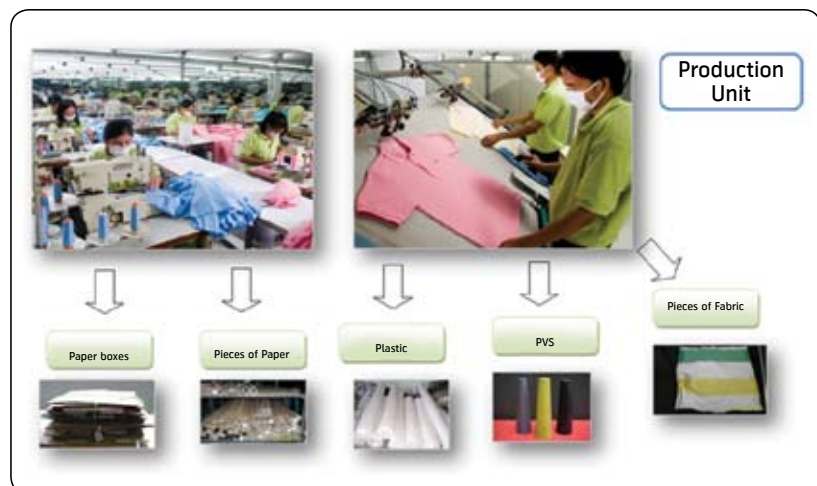 Production
Unit
Pieces of Fabric
Paper boxes
Pieces of Paper
Plastic
PVS